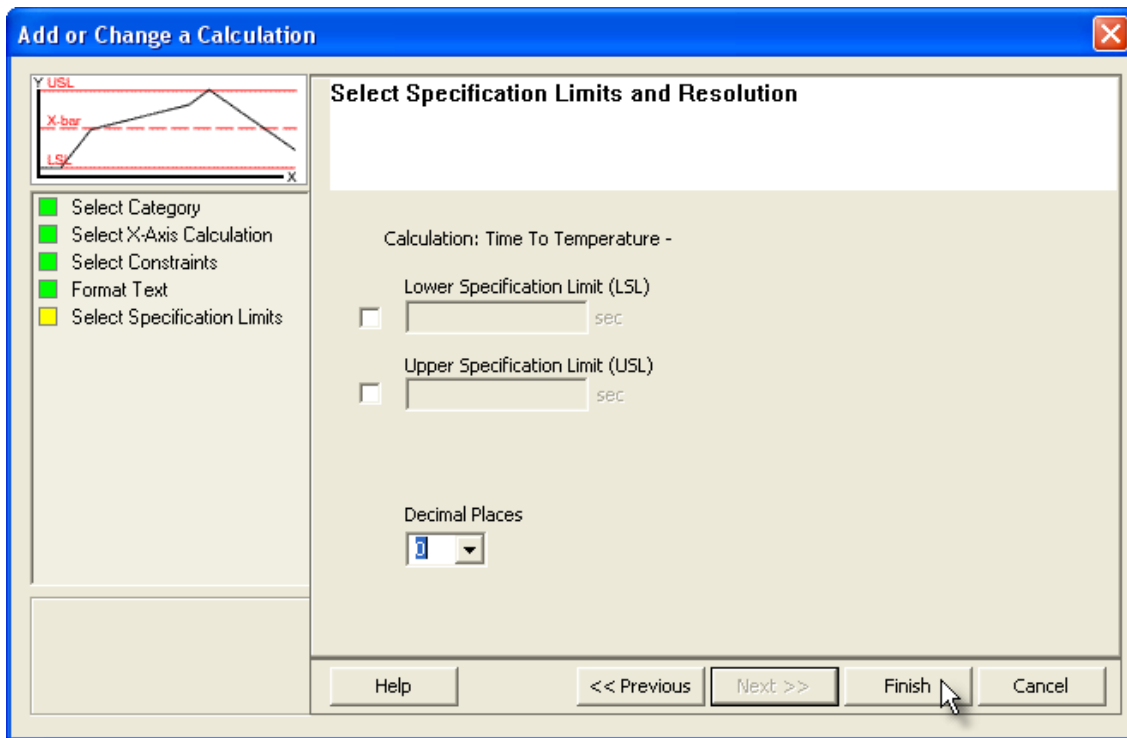 Add or Change a Calculation
Y USL
X-bar
LSL
X
Select Category
Select X-Axis Calculation
Select Constraints
Format Text
Select Specification Limits
Select Specification Limits and Resolution
Calculation: Time To Temperature -
Lower Specification Limit (LSL)
sec
Upper Specification Limit (USL)
sec
Decimal Places
0
Help
<< Previous
Next >>
Finish
Cancel